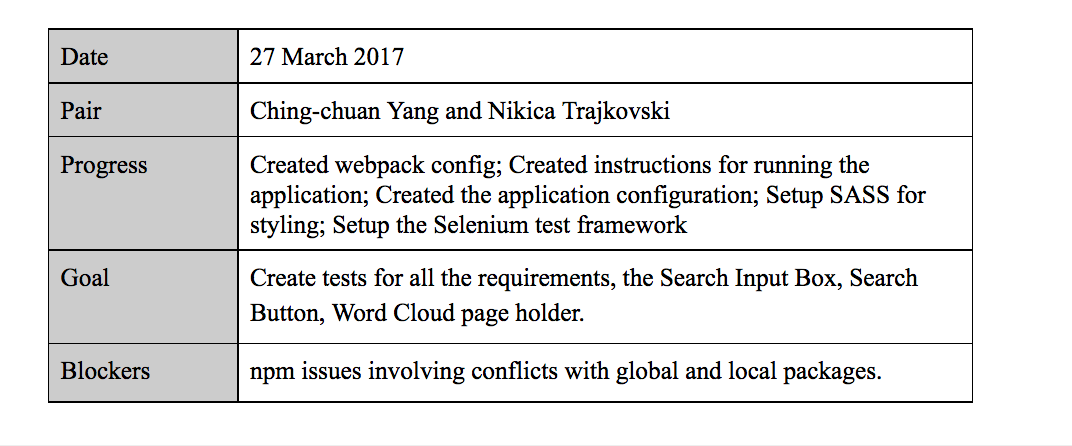 Date
27 March 2017
Pair
Ching-chuan Yang and Nikica Trajkovski
Progress
Created webpack config; Created instructions for running the
application; Created the application configuration; Setup SASS for
styling; Setup the Selenium test framework
Goal
Create tests for all the requirements, the Search Input Box, Search
Button, Word Cloud page holder.
Blockers
npm issues involving conflicts with global and local packages.